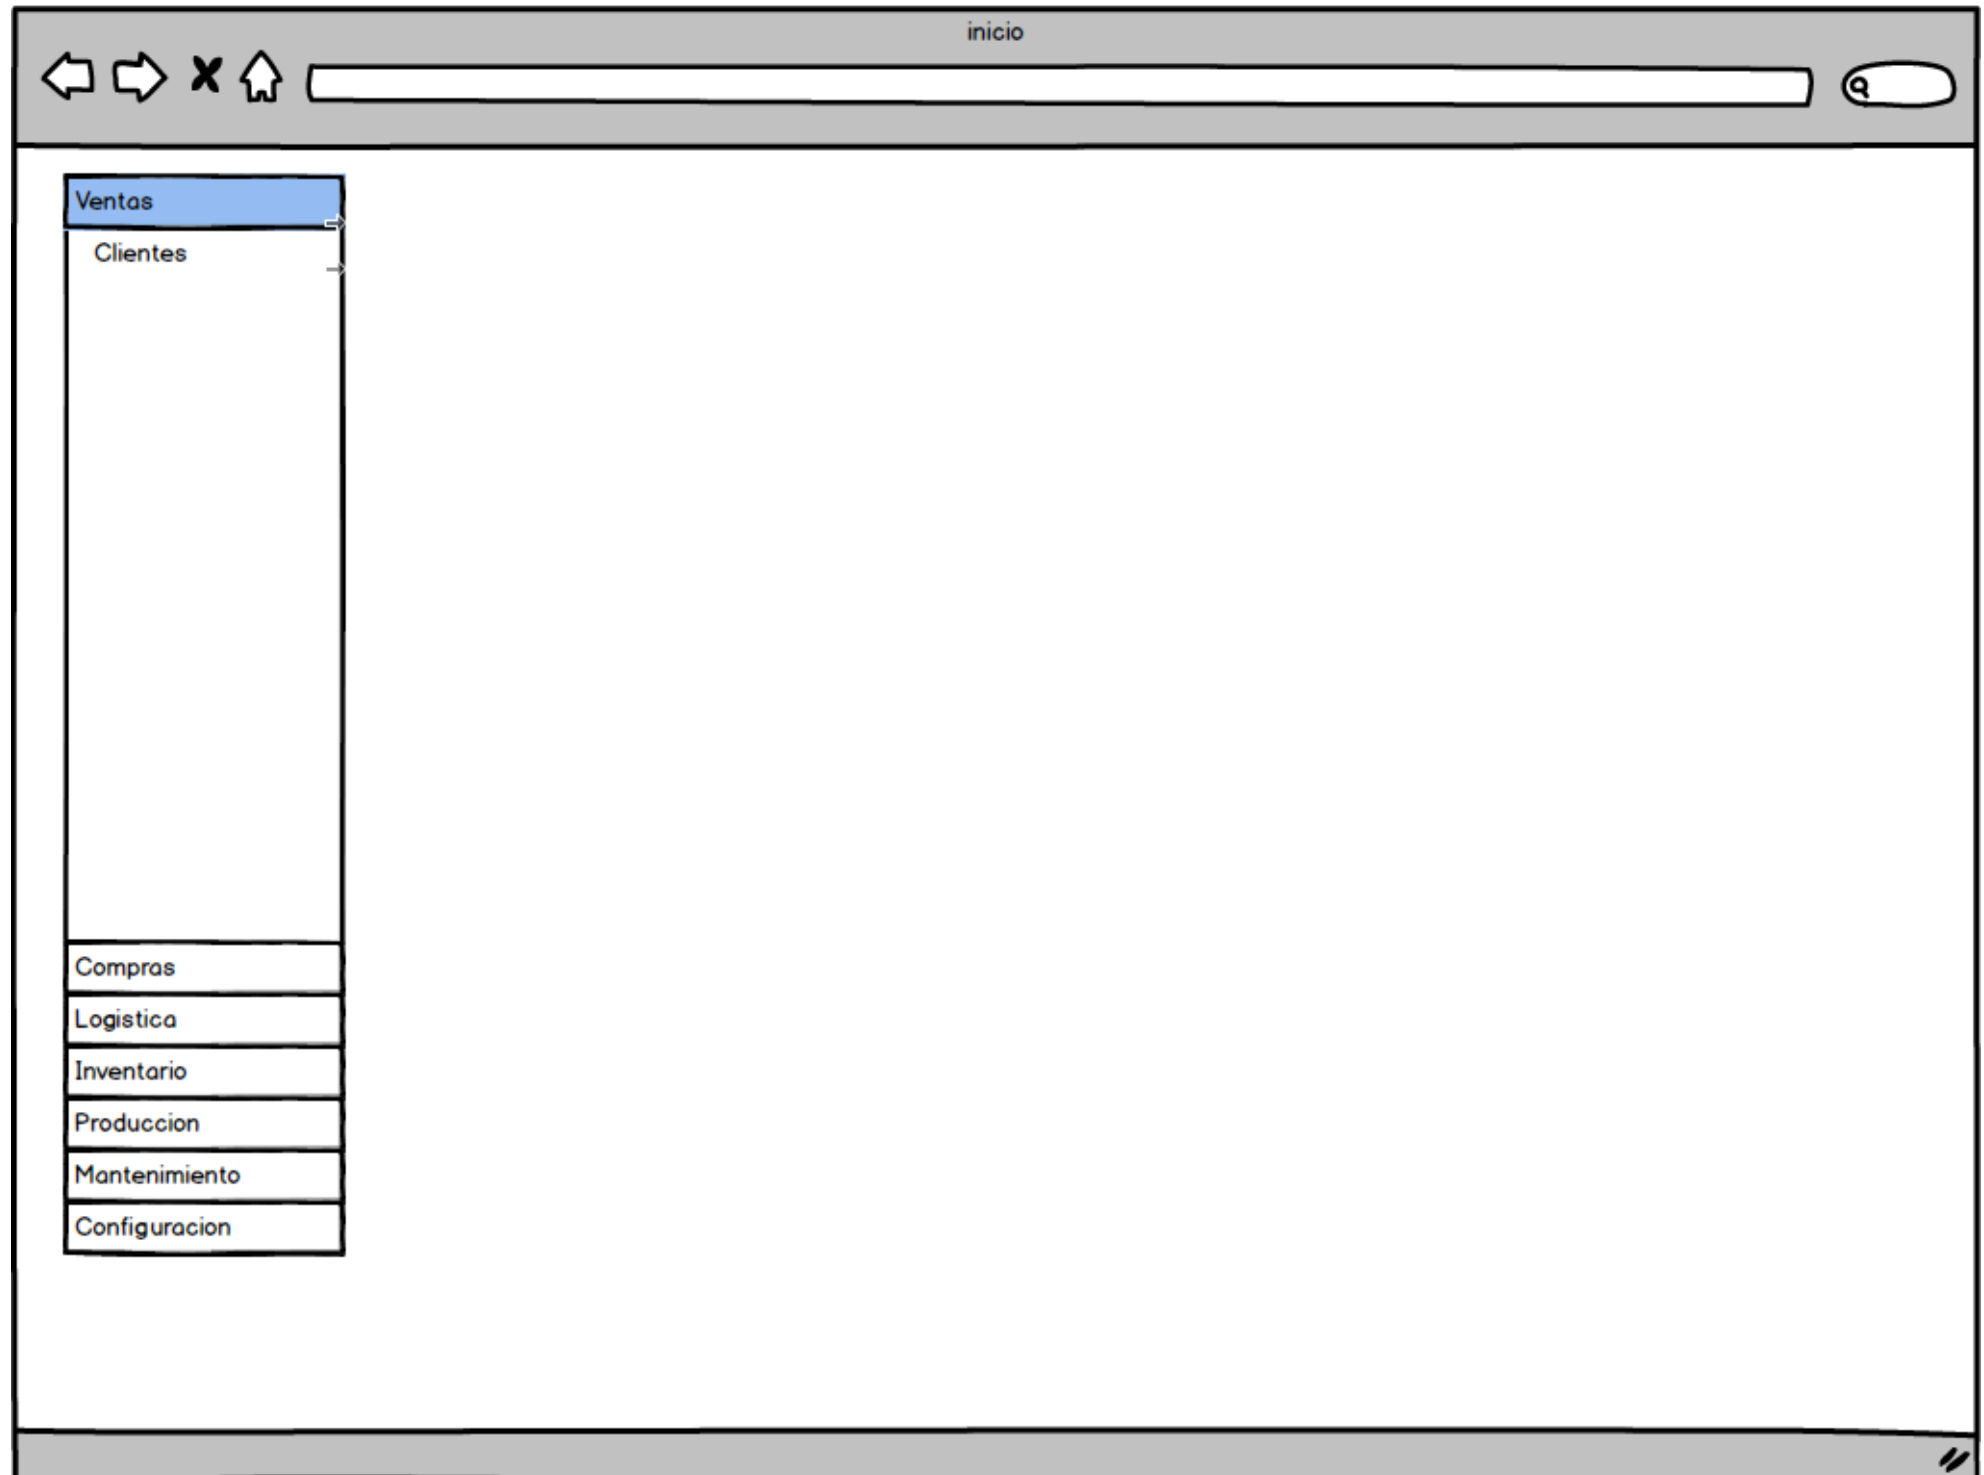 inicio
Ventas
Clientes
Compras
Logistica
Inventario
Produccion
Mantenimiento
Configuracion